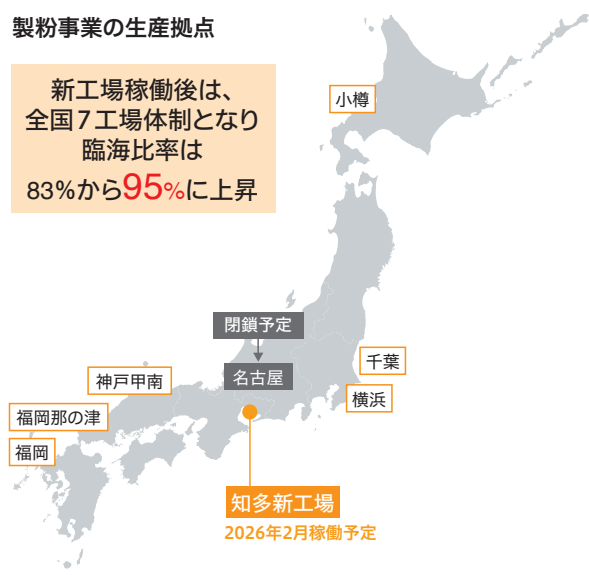 製粉事業の生産拠点
新工場稼働後は、
全国7工場体制となり
臨海比率は
83%から95%に上昇
小樽
閉鎖予定
名古屋
千葉
横浜
神戸甲南
福岡那の津
福岡
知多新工場
2026年2月稼働予定